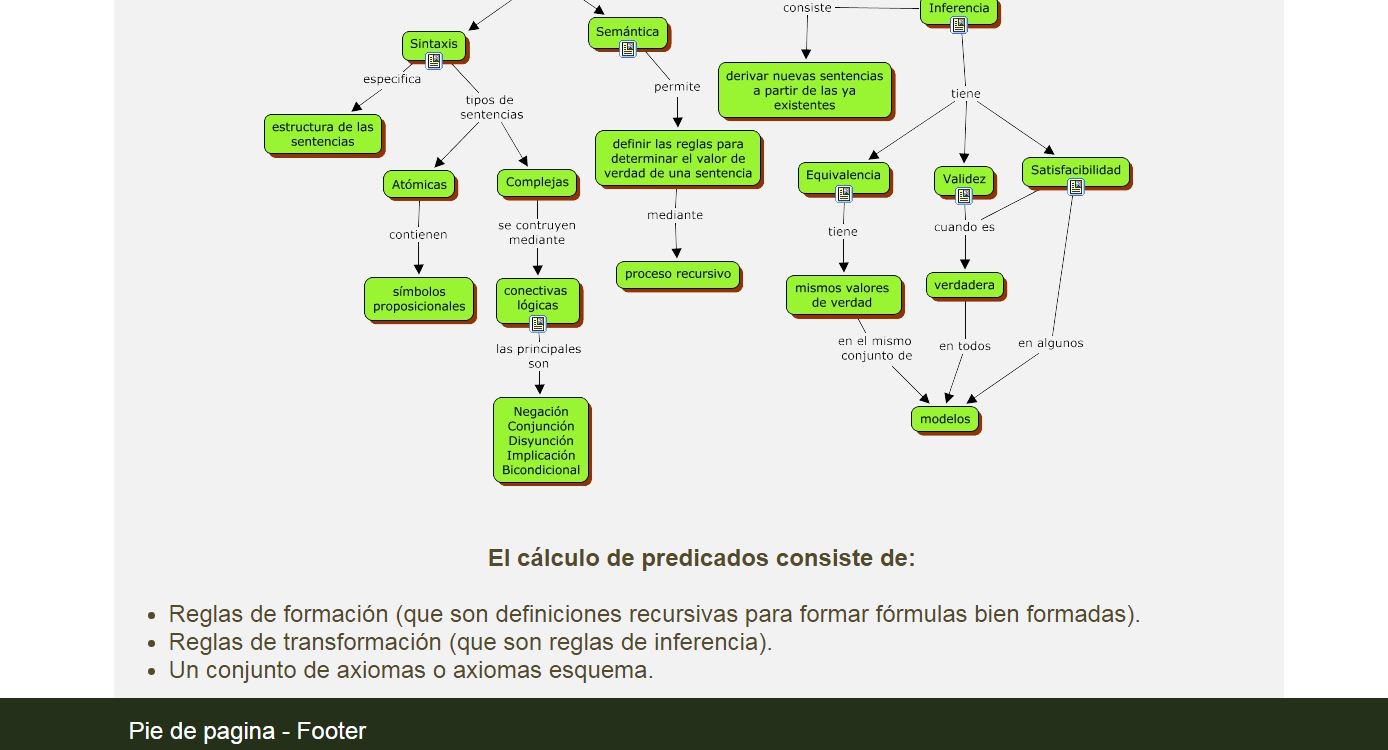 consiste
Inferencia
Sintaxis
Semántica
especifica
tipos de
sentencias
permite
derivar nuevas sentencias
a partir de las ya
existentes
tiene
estructura de las
sentencias
definir las reglas para
determinar el valor de
verdad de una sentencia
Atómicas
Complejas
Equivalencia
Validez
Satisfacibilidad
contienen
se contruyen
mediante
mediante
tiene
cuando es
símbolos
proposicionales
conectivas
lógicas
proceso recursivo
mismos valores
de verdad
verdadera
las principales
son
en el mismo
conjunto de
en todos
en algunos
Negación
Conjunción
Disyunción
Implicación
Bicondicional
modelos
El cálculo de predicados consiste de:
• Reglas de formación (que son definiciones recursivas para formar fórmulas bien formadas).
• Reglas de transformación (que son reglas de inferencia).
• Un conjunto de axiomas o axiomas esquema.
Pie de pagina - Footer